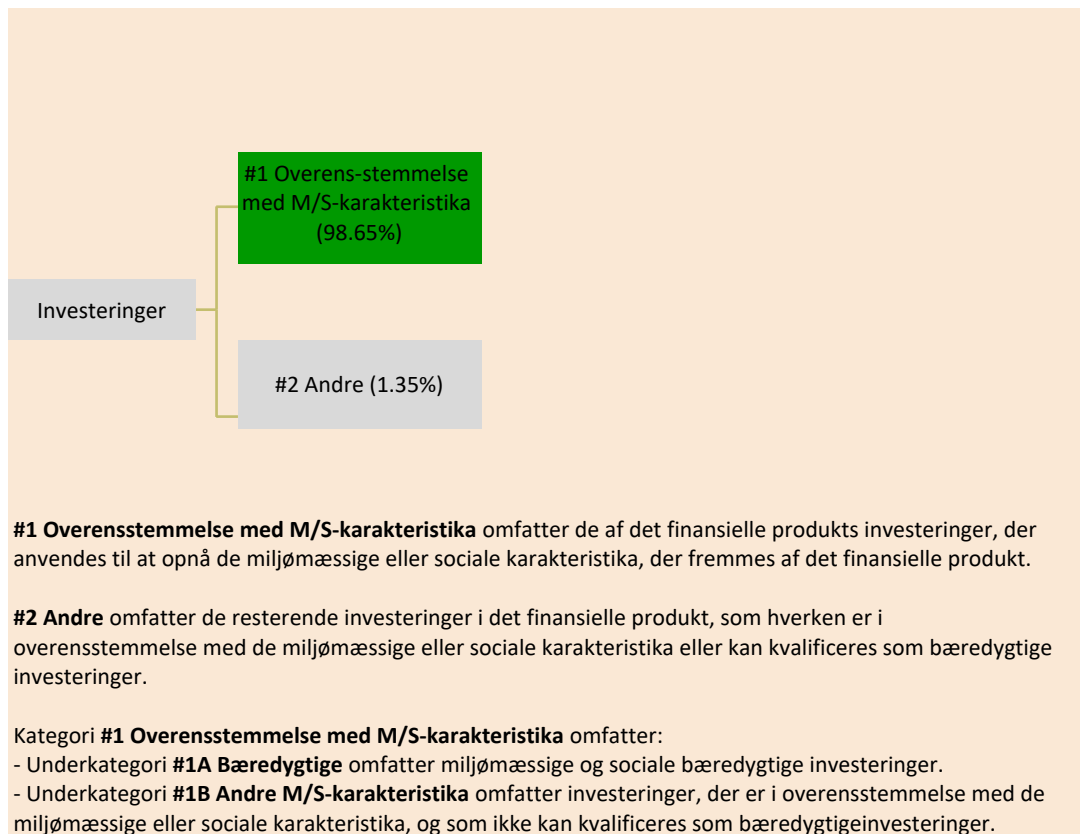 #1 Overens-stemmelse
med M/S-karakteristika
(98.65%)
Investeringer
#2 Andre (1.35%)
#1 Overensstemmelse med M/S-karakteristika omfatter de af det finansielle produkts investeringer, der
anvendes til at opnå de miljømæssige eller sociale karakteristika, der fremmes af det finansielle produkt.
#2 Andre omfatter de resterende investeringer i det finansielle produkt, som hverken er i
overensstemmelse med de miljømæssige eller sociale karakteristika eller kan kvalificeres som bæredygtige
investeringer.
Kategori #1 Overensstemmelse med M/S-karakteristika omfatter:
- Underkategori #1A Bæredygtige omfatter miljømæssige og sociale bæredygtige investeringer.
- Underkategori #1B Andre M/S-karakteristika omfatter investeringer, der er i overensstemmelse med de
miljømæssige eller sociale karakteristika, og som ikke kan kvalificeres som bæredygtigeinvesteringer.